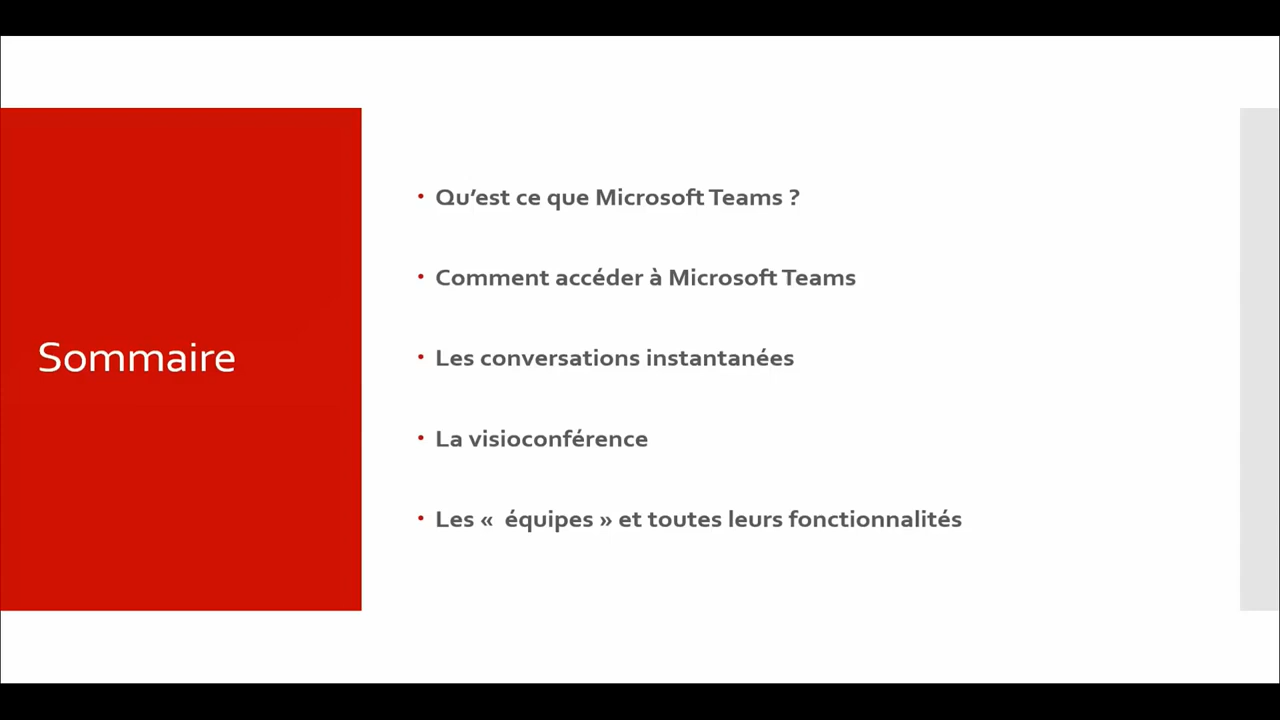 Sommaire
Qu'est ce que Microsoft Teams ?
Comment accéder à Microsoft Teams
Les conversations instantanées
La visioconférence
Les «  équipes » et toutes leurs fonctionnalités